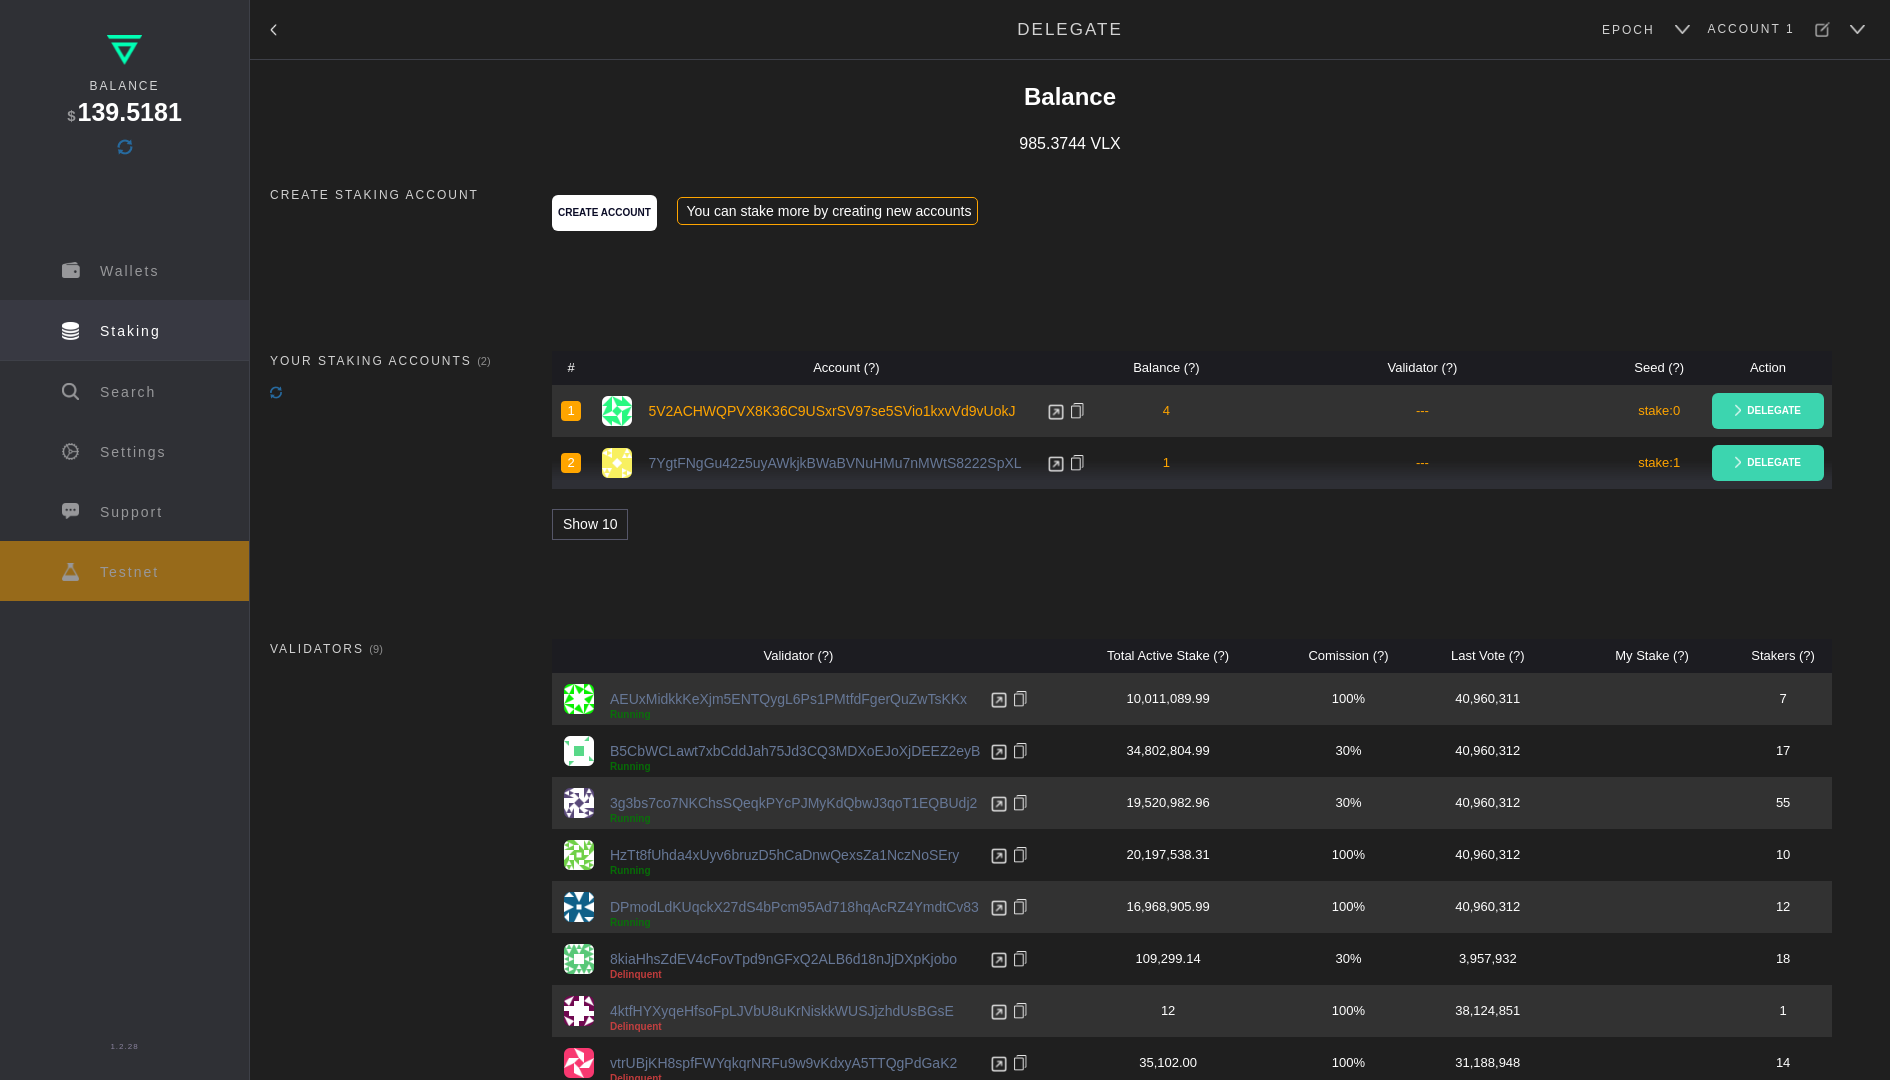 BALANCE
$139.5181
Wallets
Staking
Search
Settings
Support
Testnet
1.2.28
DELEGATE
EPOCH
ACCOUNT 1
Balance
985.3744 VLX
CREATE STAKING ACCOUNT
CREATE ACCOUNT
You can stake more by creating new accounts
YOUR STAKING ACCOUNTS (2)
# Account (?) Balance (?) Validator (?) Seed (?) Action
1 5V2ACHWQPVX8K36C9USxrSV97se5SVio1kxvVd9vUokJ 4 --- stake:0 DELEGATE
2 7YgtFNgGu42z5uyAWkjkBWaBVNuHMu7nMWtS8222SpXL 1 --- stake:1 DELEGATE
Show 10
VALIDATORS (9)
Validator (?) Total Active Stake (?) Comission (?) Last Vote (?) My Stake (?) Stakers (?)
AEUxMidkkKeXjm5ENTQygL6Ps1PMtfdFgerQuZwTsKKx 10,011,089.99 100% 40,960,311 7
Running
B5CbWCLawt7xbCddJah75Jd3CQ3MDXoEJoXjDEEZ2eyB 34,802,804.99 30% 40,960,312 17
Running
3g3bs7co7NKChsSQeqkPYcPJMyKdQbwJ3qoT1EQBUdj2 19,520,982.96 30% 40,960,312 55
Running
HzTt8fUhda4xUyv6bruzD5hCaDnwQexsZa1NczNoSEry 20,197,538.31 100% 40,960,312 10
Running
DPmodLdKUqckX27dS4bPcm95Ad718hqAcRZ4YmdtCv83 16,968,905.99 100% 40,960,312 12
Running
8kiaHhsZdEV4cFovTpd9nGFxQ2ALB6d18nJjDXpKjobo 109,299.14 30% 3,957,932 18
Delinquent
4ktfHYXyqeHfsoFpLJVbU8uKrNiskkWUSJjzhdUsBGsE 12 100% 38,124,851 1
Delinquent
vtrUBjKH8spfFWYqkqrNRFu9w9vKdxyA5TTQgPdGaK2 35,102.00 100% 31,188,948 14
Delinquent